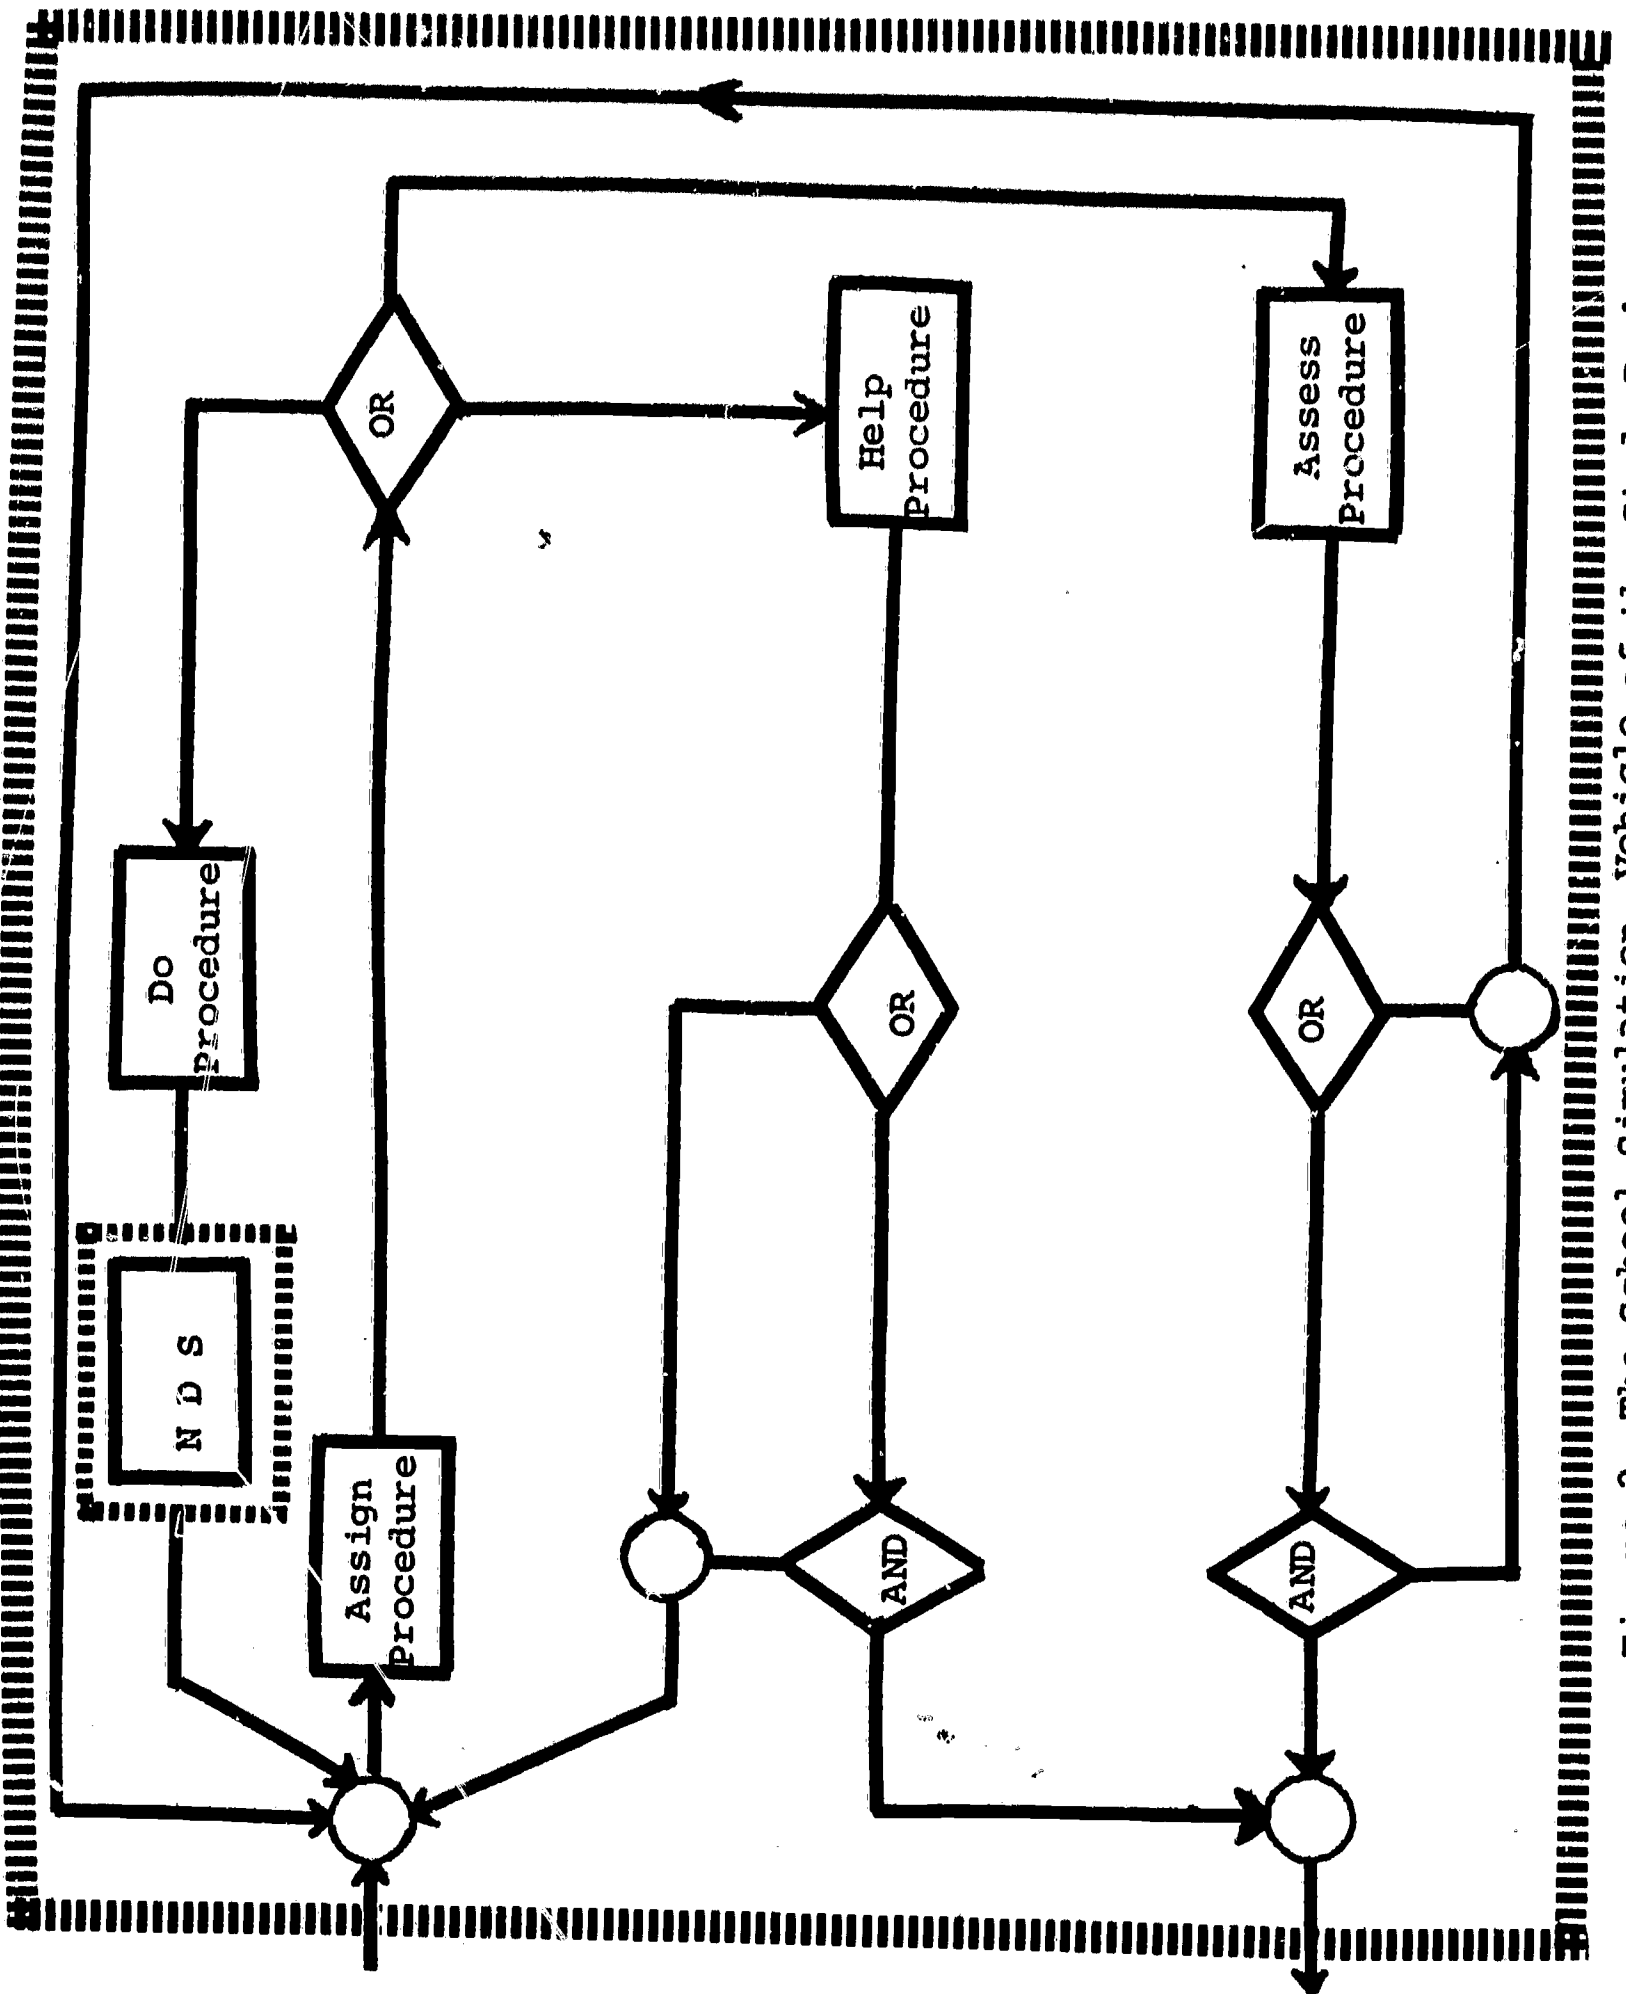 Do
Procedure
N D S
Assign
Procedure
OR
Help
Procedure
OR
AND
Assess
Procedure
OR
AND